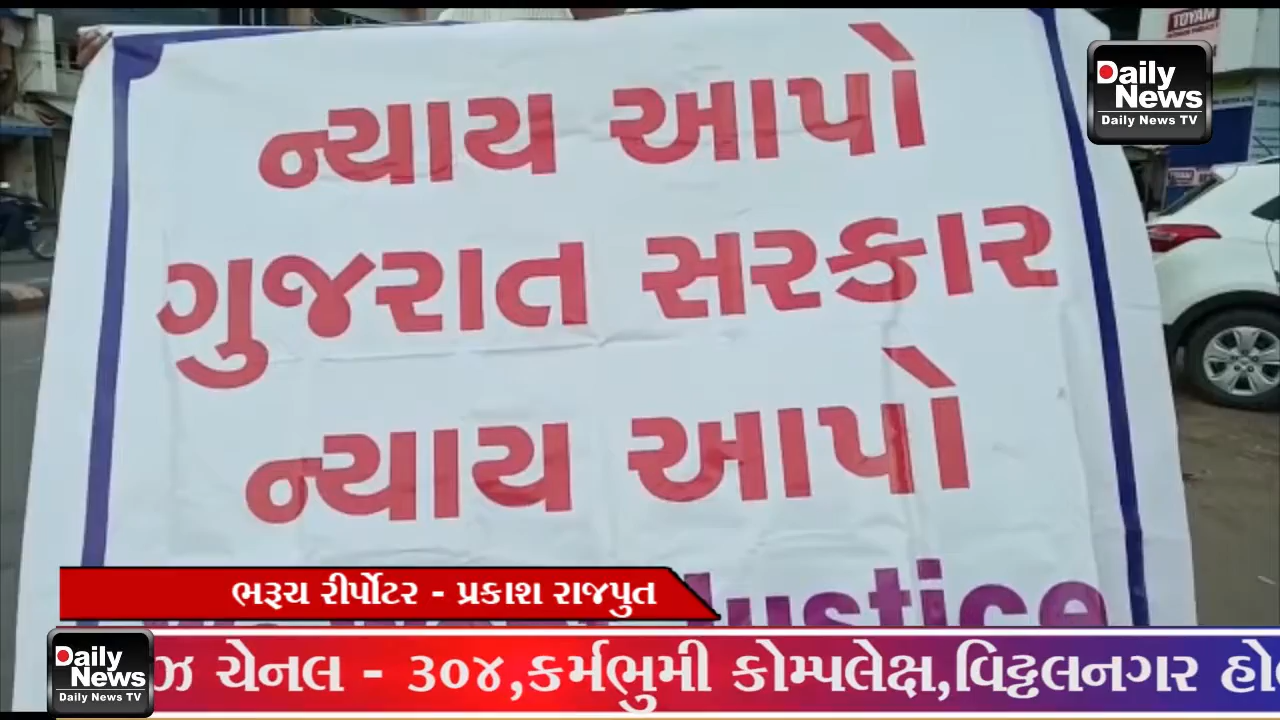 ન્યાય આપો
ગુજરાત સરકાર
ન્યાય આપો
Justice
TOYAM
Daily
News
Daily News TV
ભરૂચ રીર્પોટર - પ્રકાશ રાજપુત
Daily
News
Daily News TV
ઝ ચેનલ - ૩૦૪,કર્મભુમી કોમ્પલેક્ષ,વિઠ્ઠલનગર હો